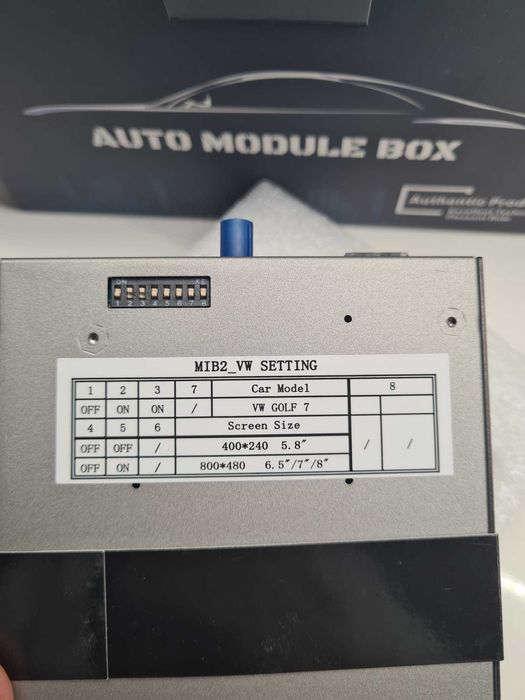 AUTO MODULE BOX
ON KE
1 2 3 4 5 6 7 8
MIB2_VW SETTING
1 2 3 7 Car Model 8
OFF ON ON / VW GOLF 7
4 5 6 Screen Size
OFF OFF / 400*240 5.8" / /
OFF ON / 800*480 6.5"/7"/8"